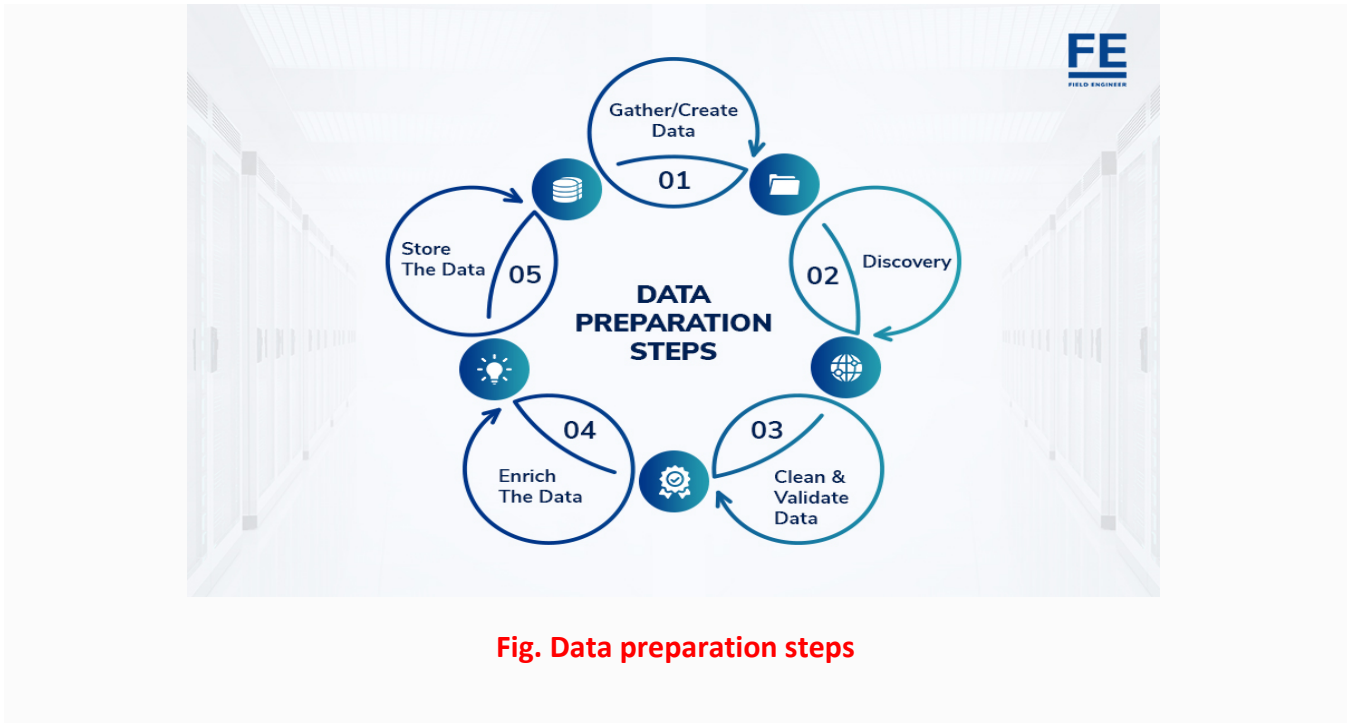 FE
FIELD ENGINEER
Gather/Create
Data
01
Discovery
02
03
Clean &
Validate
Data
04
Enrich
The Data
Store
The Data
05
DATA
PREPARATION
STEPS
Fig. Data preparation steps